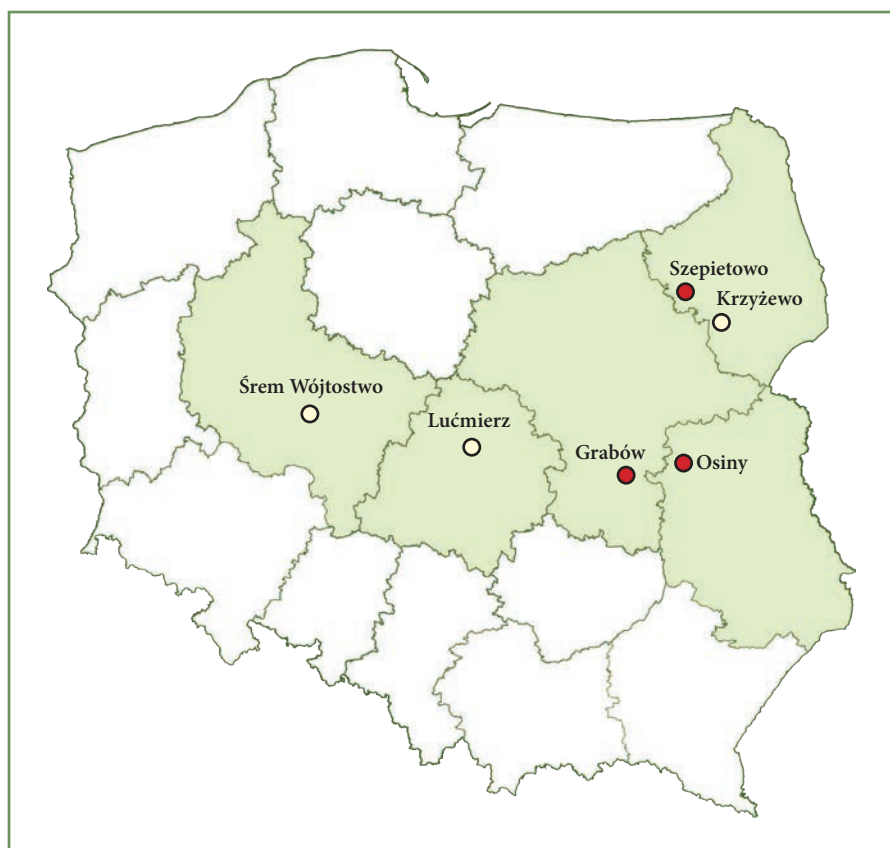 Szepietowo
Krzyżewo
Śrem Wójtostwo
Lućmierz
Grabów
Osiny